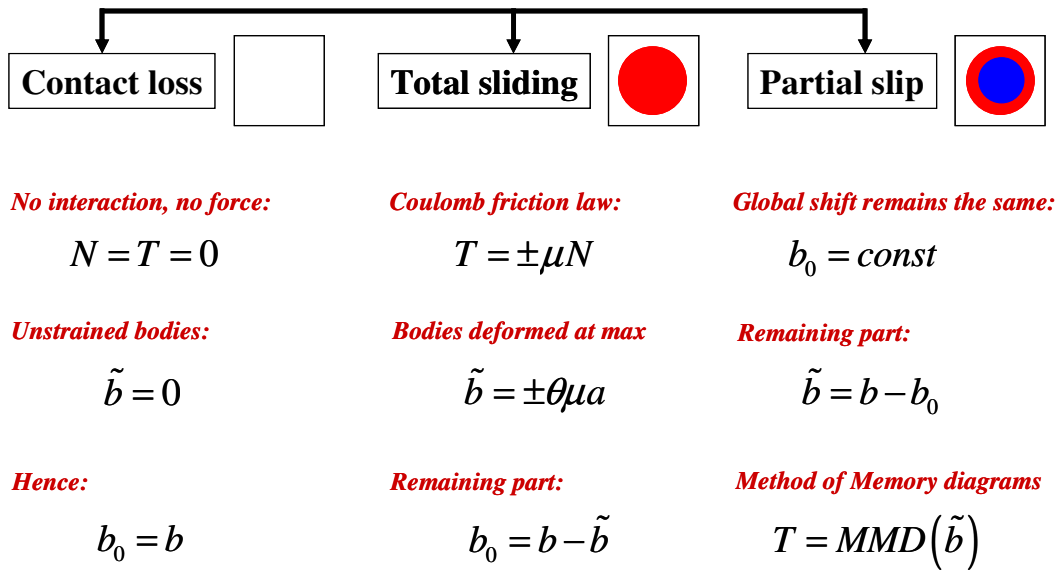 Contact loss
Total sliding
Partial slip
No interaction, no force:
N = T = 0
Unstrained bodies:
b̃ = 0
Hence:
b₀ = b
Coulomb friction law:
T = ±μN
Bodies deformed at max
b̃ = ±θμa
Remaining part:
b₀ = b − b̃
Global shift remains the same:
b₀ = const
Remaining part:
b̃ = b − b₀
Method of Memory diagrams
T = MMD(b̃)